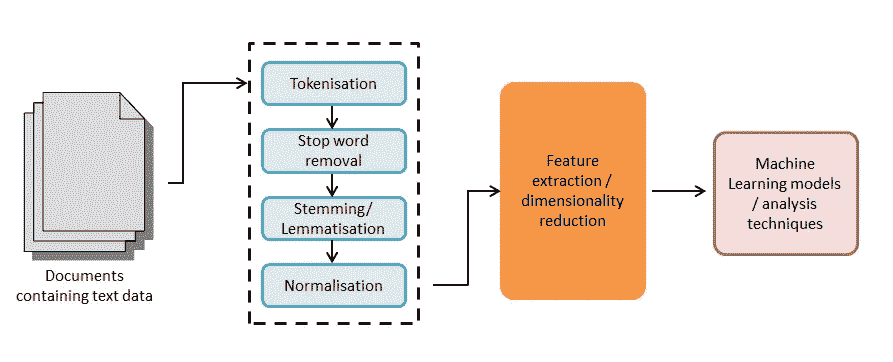 Documents
containing text data
Tokenisation
Stop word
removal
Stemming/
Lemmatisation
Normalisation
Feature
extraction /
dimensionality
reduction
Machine
Learning models
/ analysis
techniques